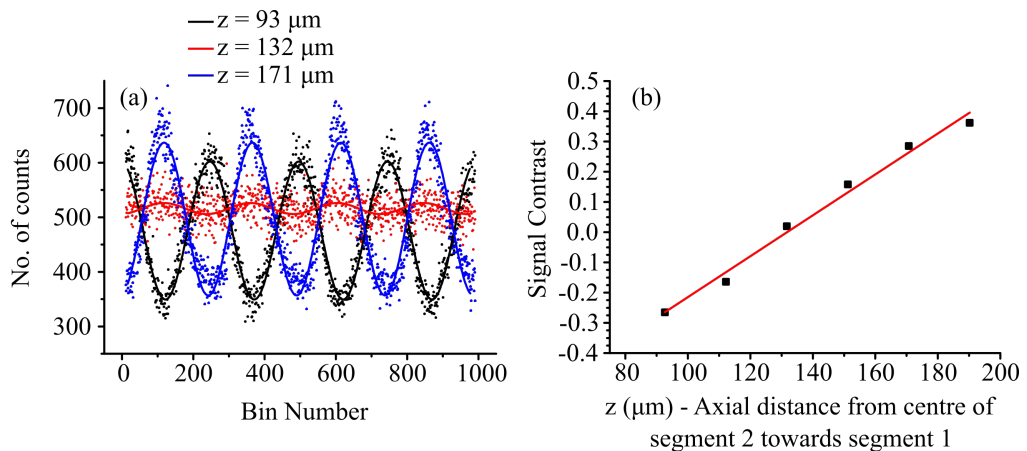 z = 93 μm
z = 132 μm
z = 171 μm
(a)
700
600
500
400
300
No. of counts
0
200
400
600
800
1000
Bin Number
(b)
0.5
0.4
0.3
0.2
0.1
0.0
-0.1
-0.2
-0.3
-0.4
Signal Contrast
80
100
120
140
160
180
200
z (μm) - Axial distance from centre of
segment 2 towards segment 1